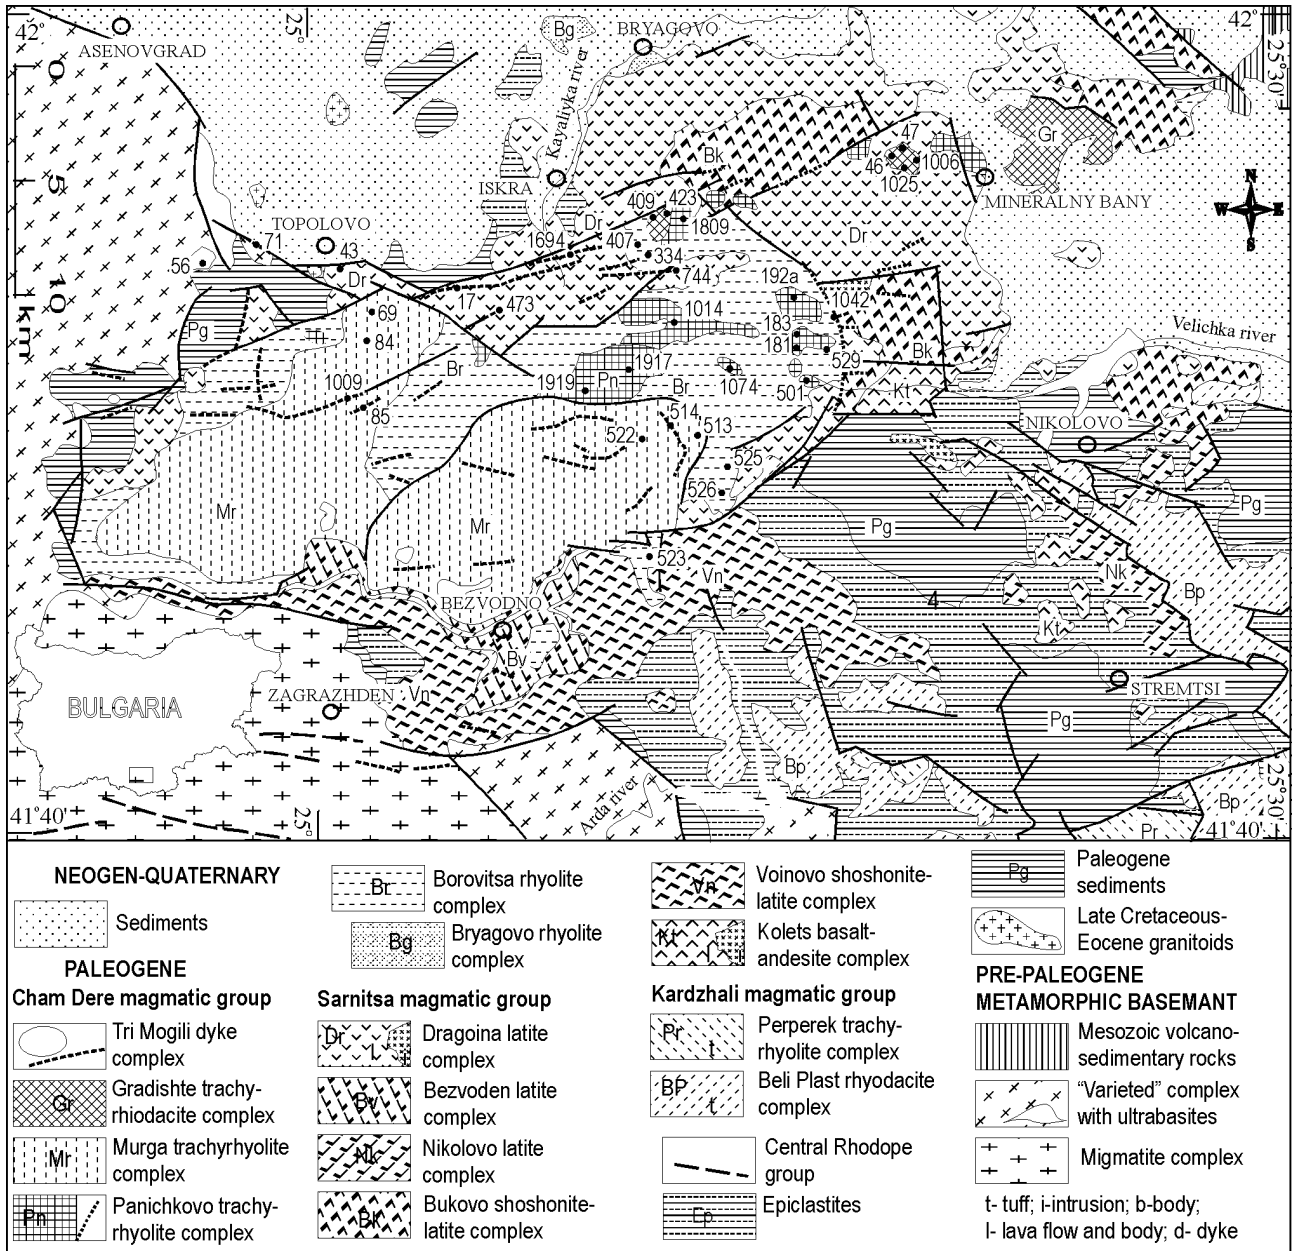 42°
ASENOVGRAD
25°
Bg
BRYAGOVO
42°
25°30'
0
5
10
km
Kayaliyka river
Bk
47
46
1006
1025
Gr
ISKRA
MINERALNY BANY
N
W E
S
409
423
1809
TOPOLOVO
Dr
1694
407
334
Dr
71
43
56
Dr
744
192a
17
473
1042
69
1014
183
181
529
Velichka river
Pg
84
Bk
Br
1917
1919
Pn
1074
Br
501
Kt
1009
85
514
513
522
NIKOLOVO
525
526
Mr
Mr
Pg
Pg
523
Vn
Nk
Bp
BEZVODNO
4
Kt
Bv
ZAGRAZHDEN
Vn
STREMTSI
BULGARIA
Pg
Bp
Arda river
25°30'
Bp
41°40'
25°
Pr
41°40'
NEOGEN-QUATERNARY
Sediments
PALEOGENE
Cham Dere magmatic group
Tri Mogili dyke
complex
Gr
Gradishte trachy-
rhiodacite complex
Mr
Murga trachyrhyolite
complex
Pn
Panichkovo trachy-
rhyolite complex
Br
Borovitsa rhyolite
complex
Bg
Bryagovo rhyolite
complex
Sarnitsa magmatic group
Dr
l
t
Dragoina latite
complex
Bv
Bezvoden latite
complex
Nk
Nikolovo latite
complex
Bk
Bukovo shoshonite-
latite complex
Vn
Voinovo shoshonite-
latite complex
Kt
l
t
Kolets basalt-
andesite complex
Kardzhali magmatic group
Pr
t
Perperek trachy-
rhyolite complex
BP
t
Beli Plast rhyodacite
complex
Central Rhodope
group
Ep
Epiclastites
Pg
Paleogene
sediments
Late Cretaceous-
Eocene granitoids
PRE-PALEOGENE
METAMORPHIC BASEMANT
Mesozoic volcano-
sedimentary rocks
“Varieted” complex
with ultrabasites
Migmatite complex
t- tuff; i-intrusion; b-body;
l- lava flow and body; d- dyke